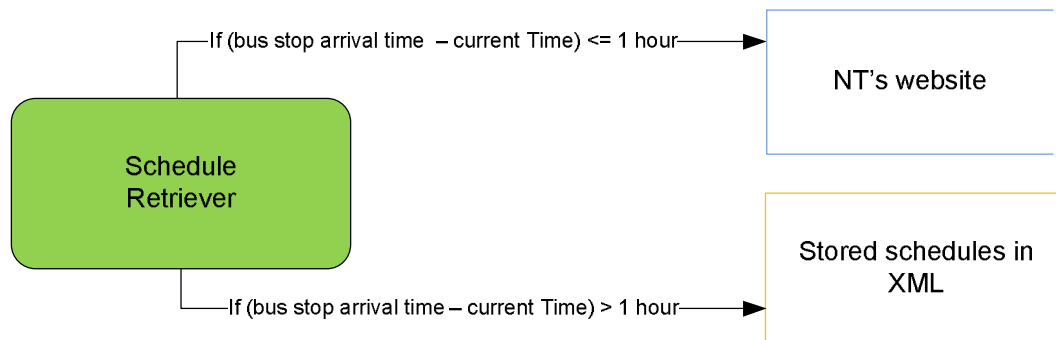 If (bus stop arrival time – current Time) <= 1 hour
NT’s website
Schedule
Retriever
Stored schedules in
XML
If (bus stop arrival time – current Time) > 1 hour